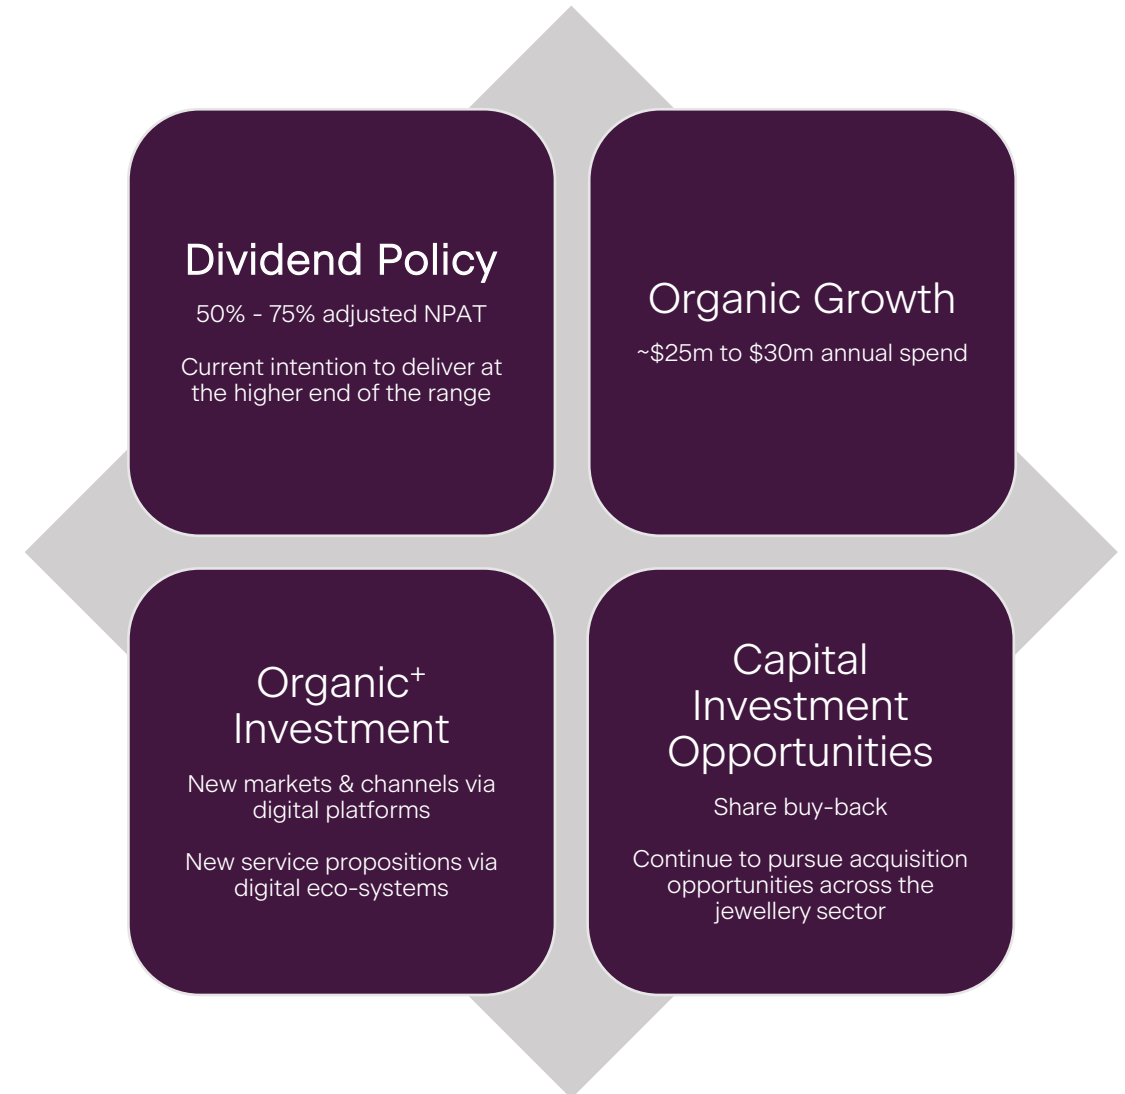 Dividend Policy
50% - 75% adjusted NPAT
Current intention to deliver at
the higher end of the range
Organic Growth
~$25m to $30m annual spend
Organic⁺
Investment
New markets & channels via
digital platforms
New service propositions via
digital eco-systems
Capital
Investment
Opportunities
Share buy-back
Continue to pursue acquisition
opportunities across the
jewellery sector